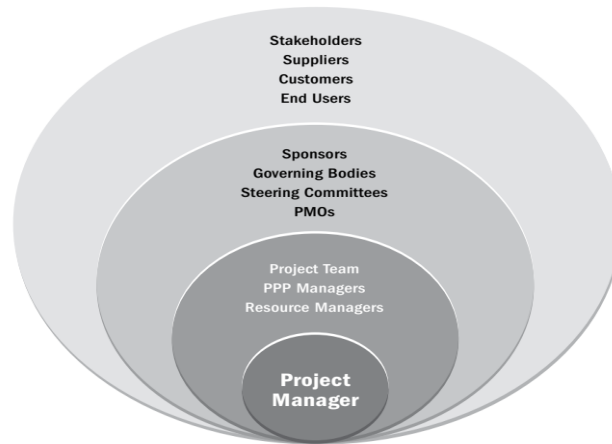 Stakeholders
Suppliers
Customers
End Users
Sponsors
Governing Bodies
Steering Committees
PMOs
Project Team
PPP Managers
Resource Managers
Project
Manager